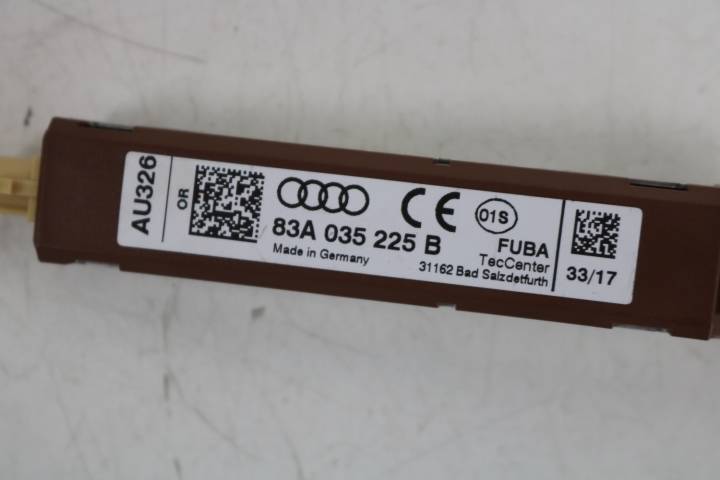 AU326
OR
CE
01S
83A 035 225 B
Made in Germany
FUBA
TecCenter
31162 Bad Salzdetfurth
33/17